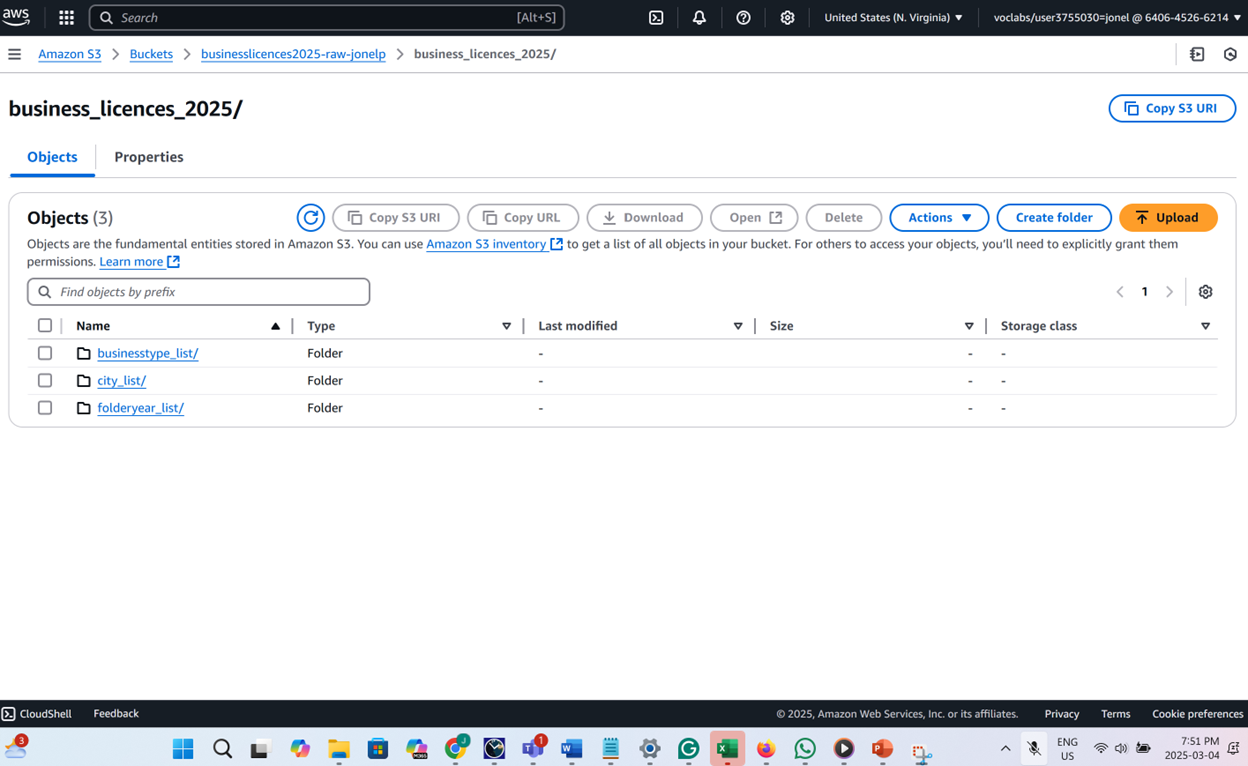 aws
Search [Alt+S]
United States (N. Virginia) voclabs/user3755030=jonel @ 6406-4526-6214
Amazon S3 > Buckets > businesslicences2025-raw-jonelp > business_licences_2025/
business_licences_2025/
Copy S3 URI
Objects Properties
Objects (3) Copy S3 URI Copy URL Download Open Delete Actions Create folder Upload
Objects are the fundamental entities stored in Amazon S3. You can use Amazon S3 inventory to get a list of all objects in your bucket. For others to access your objects, you'll need to explicitly grant them
permissions. Learn more
Find objects by prefix
< 1 >
Name Type Last modified Size Storage class
businesstype_list/ Folder - - -
city_list/ Folder - - -
folderyear_list/ Folder - - -
CloudShell Feedback © 2025, Amazon Web Services, Inc. or its affiliates. Privacy Terms Cookie preferences
3
J
1
M365
ENG
US
7:51 PM
2025-03-04